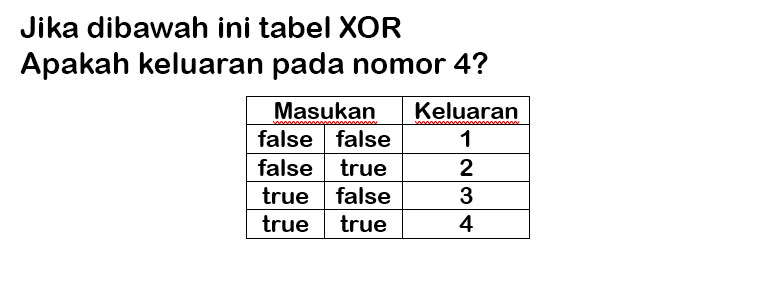 Jika dibawah ini tabel XOR
Apakah keluaran pada nomor 4?
Masukan Keluaran
false false 1
false true 2
true false 3
true true 4